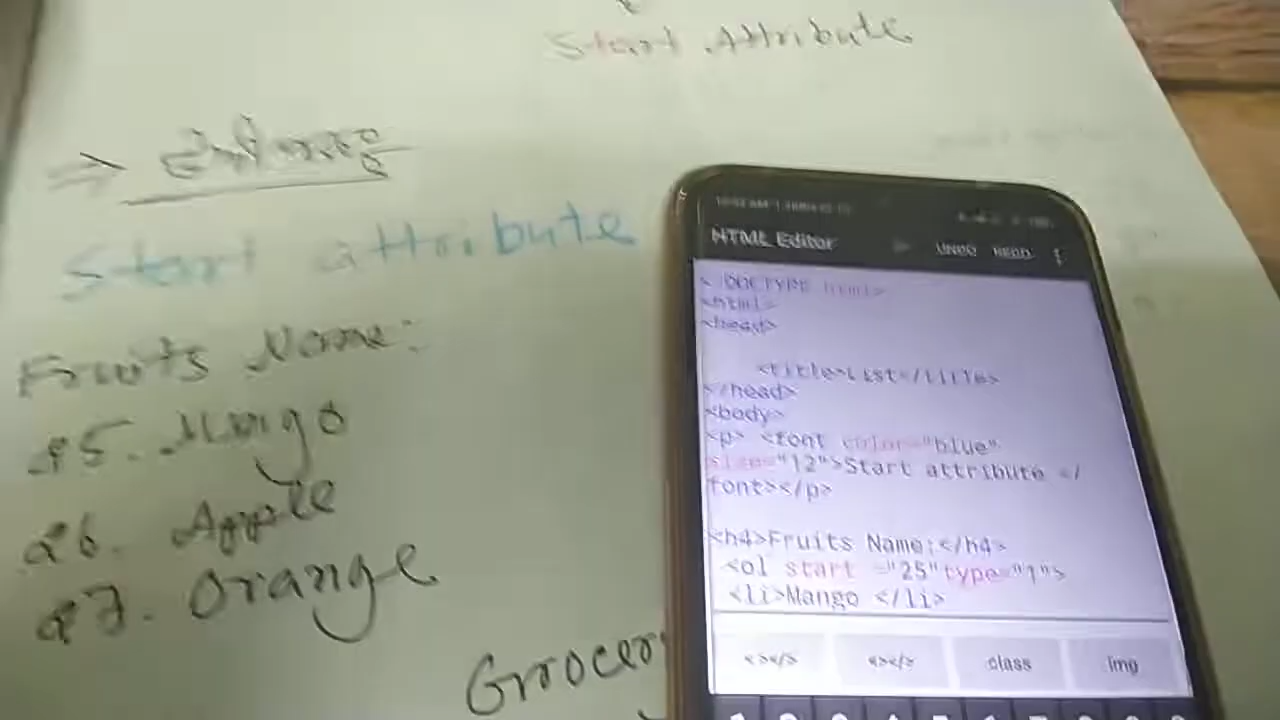 Start Attribute
⇒
Start attribute
Fruits Name:
25. Mango
26. Apple
27. Orange
Grocery
HTML Editor
UNDO REDO
<!DOCTYPE html>
<html>
<head>
<title>List</title>
</head>
<body>
<p> <font color="blue"
size="12">Start attribute </
font></p>
<h4>Fruits Name:</h4>
<ol start ="25"type="1">
<li>Mango </li>
<></> <></> class img